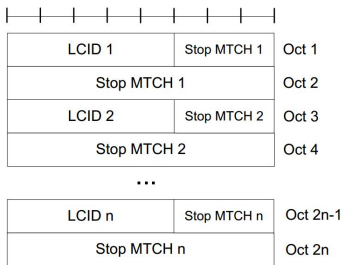 LCID 1 Stop MTCH 1 Oct 1
Stop MTCH 1 Oct 2
LCID 2 Stop MTCH 2 Oct 3
Stop MTCH 2 Oct 4
...
LCID n Stop MTCH n Oct 2n-1
Stop MTCH n Oct 2n